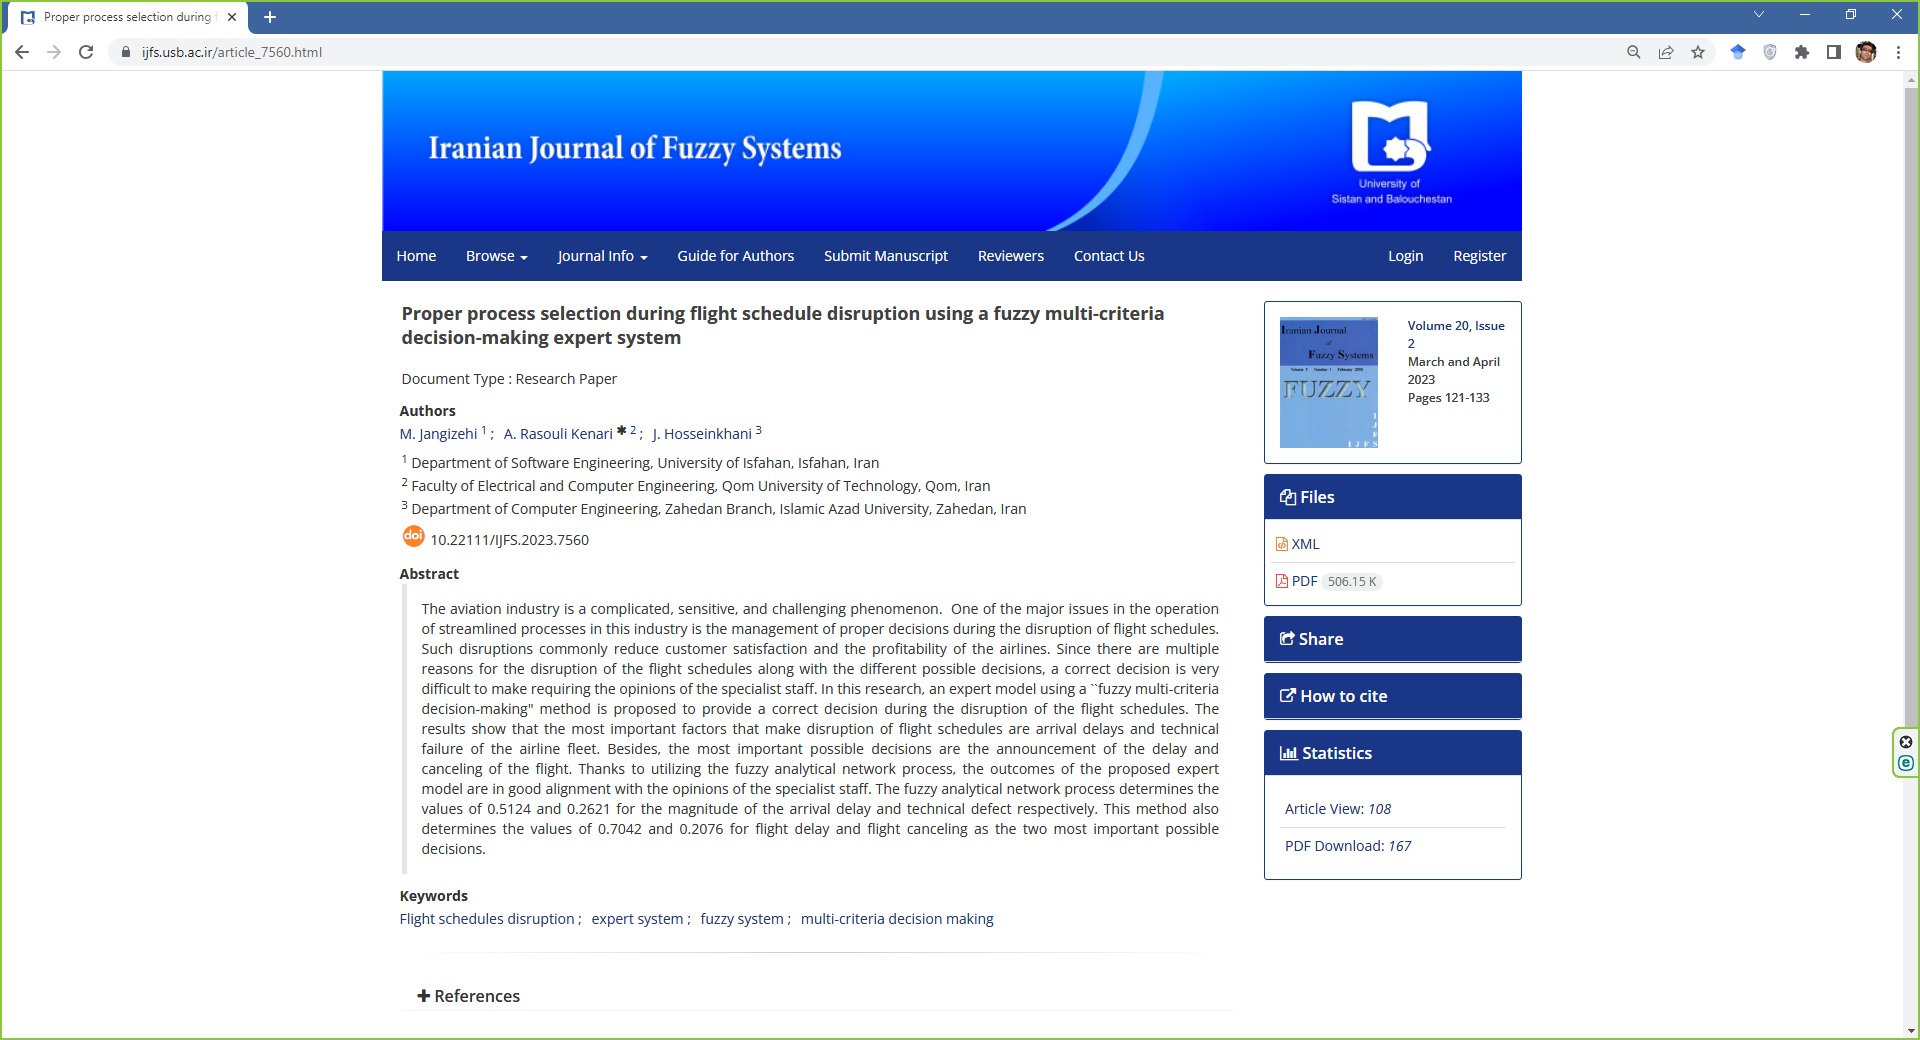 Proper process selection during f
ijfs.usb.ac.ir/article_7560.html
Iranian Journal of Fuzzy Systems
University of
Sistan and Balouchestan
Home Browse Journal Info Guide for Authors Submit Manuscript Reviewers Contact Us Login Register
Proper process selection during flight schedule disruption using a fuzzy multi-criteria
decision-making expert system
Document Type : Research Paper
Authors
M. Jangizehi 1 ; A. Rasouli Kenari * 2 ; J. Hosseinkhani 3
1 Department of Software Engineering, University of Isfahan, Isfahan, Iran
2 Faculty of Electrical and Computer Engineering, Qom University of Technology, Qom, Iran
3 Department of Computer Engineering, Zahedan Branch, Islamic Azad University, Zahedan, Iran
doi 10.22111/IJFS.2023.7560
Abstract
The aviation industry is a complicated, sensitive, and challenging phenomenon. One of the major issues in the operation
of streamlined processes in this industry is the management of proper decisions during the disruption of flight schedules.
Such disruptions commonly reduce customer satisfaction and the profitability of the airlines. Since there are multiple
reasons for the disruption of the flight schedules along with the different possible decisions, a correct decision is very
difficult to make requiring the opinions of the specialist staff. In this research, an expert model using a ``fuzzy multi-criteria
decision-making" method is proposed to provide a correct decision during the disruption of the flight schedules. The
results show that the most important factors that make disruption of flight schedules are arrival delays and technical
failure of the airline fleet. Besides, the most important possible decisions are the announcement of the delay and
canceling of the flight. Thanks to utilizing the fuzzy analytical network process, the outcomes of the proposed expert
model are in good alignment with the opinions of the specialist staff. The fuzzy analytical network process determines the
values of 0.5124 and 0.2621 for the magnitude of the arrival delay and technical defect respectively. This method also
determines the values of 0.7042 and 0.2076 for flight delay and flight canceling as the two most important possible
decisions.
Keywords
Flight schedules disruption ; expert system ; fuzzy system ; multi-criteria decision making
References
Iranian Journal
of
Fuzzy Systems
FUZZY
I J F S
Volume 20, Issue
2
March and April
2023
Pages 121-133
Files
XML
PDF 506.15 K
Share
How to cite
Statistics
Article View: 108
PDF Download: 167